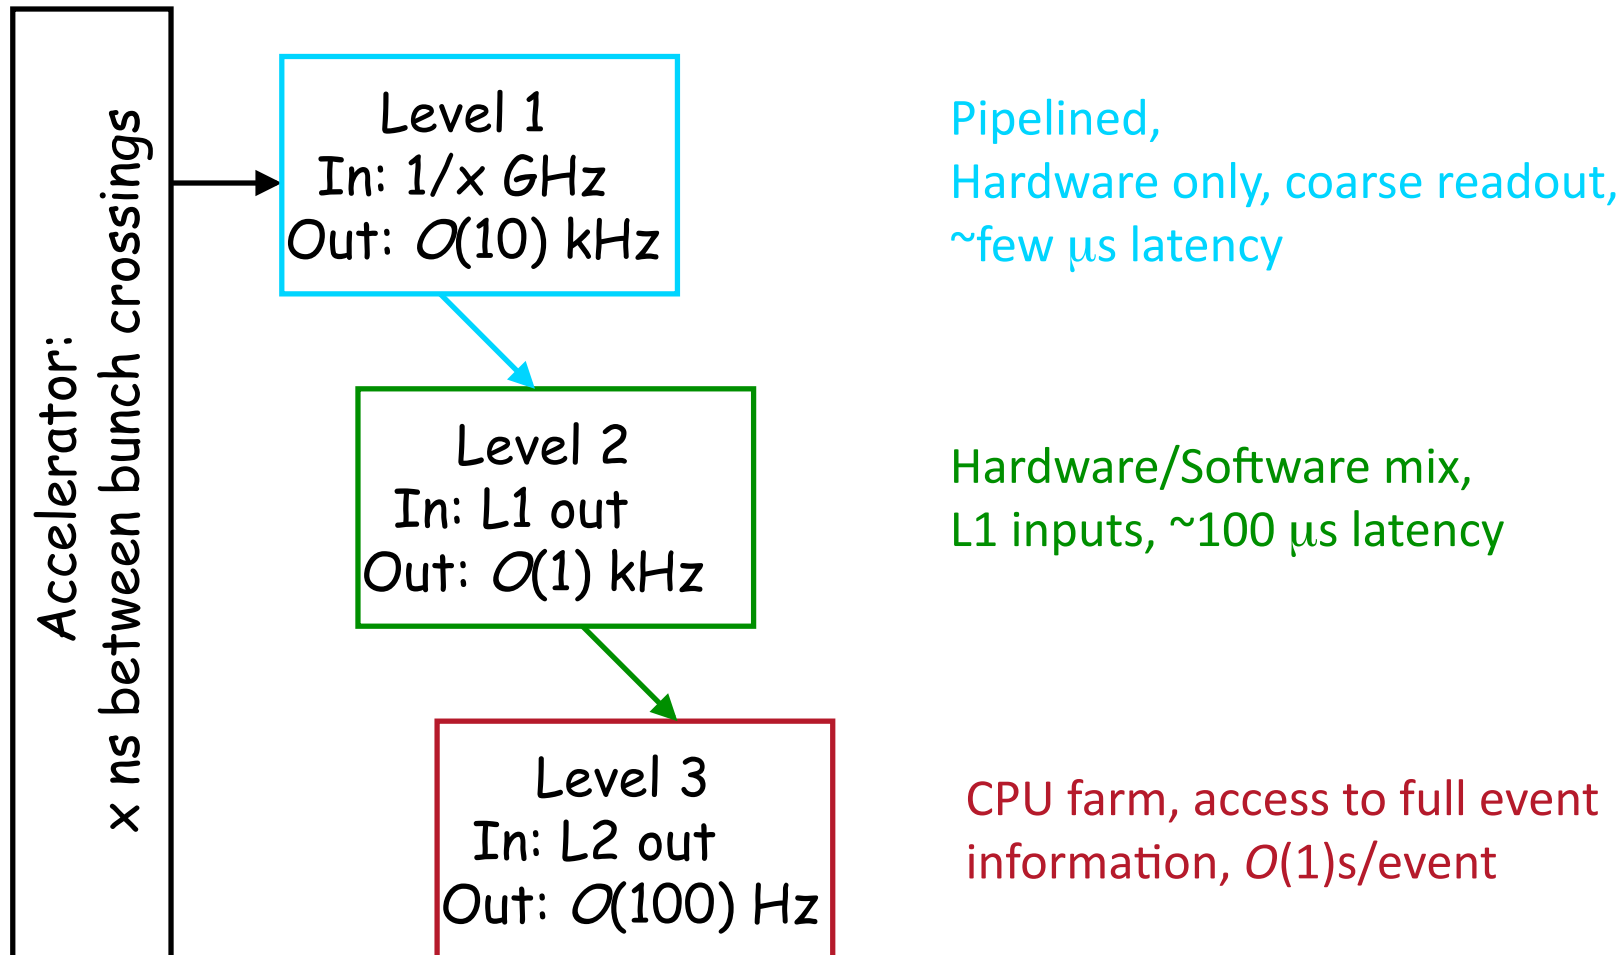 Accelerator:
x ns between bunch crossings
Level 1
In: 1/x GHz
Out: O(10) kHz
Pipelined,
Hardware only, coarse readout,
~few μs latency
Level 2
In: L1 out
Out: O(1) kHz
Hardware/Software mix,
L1 inputs, ~100 μs latency
Level 3
In: L2 out
Out: O(100) Hz
CPU farm, access to full event
information, O(1)s/event